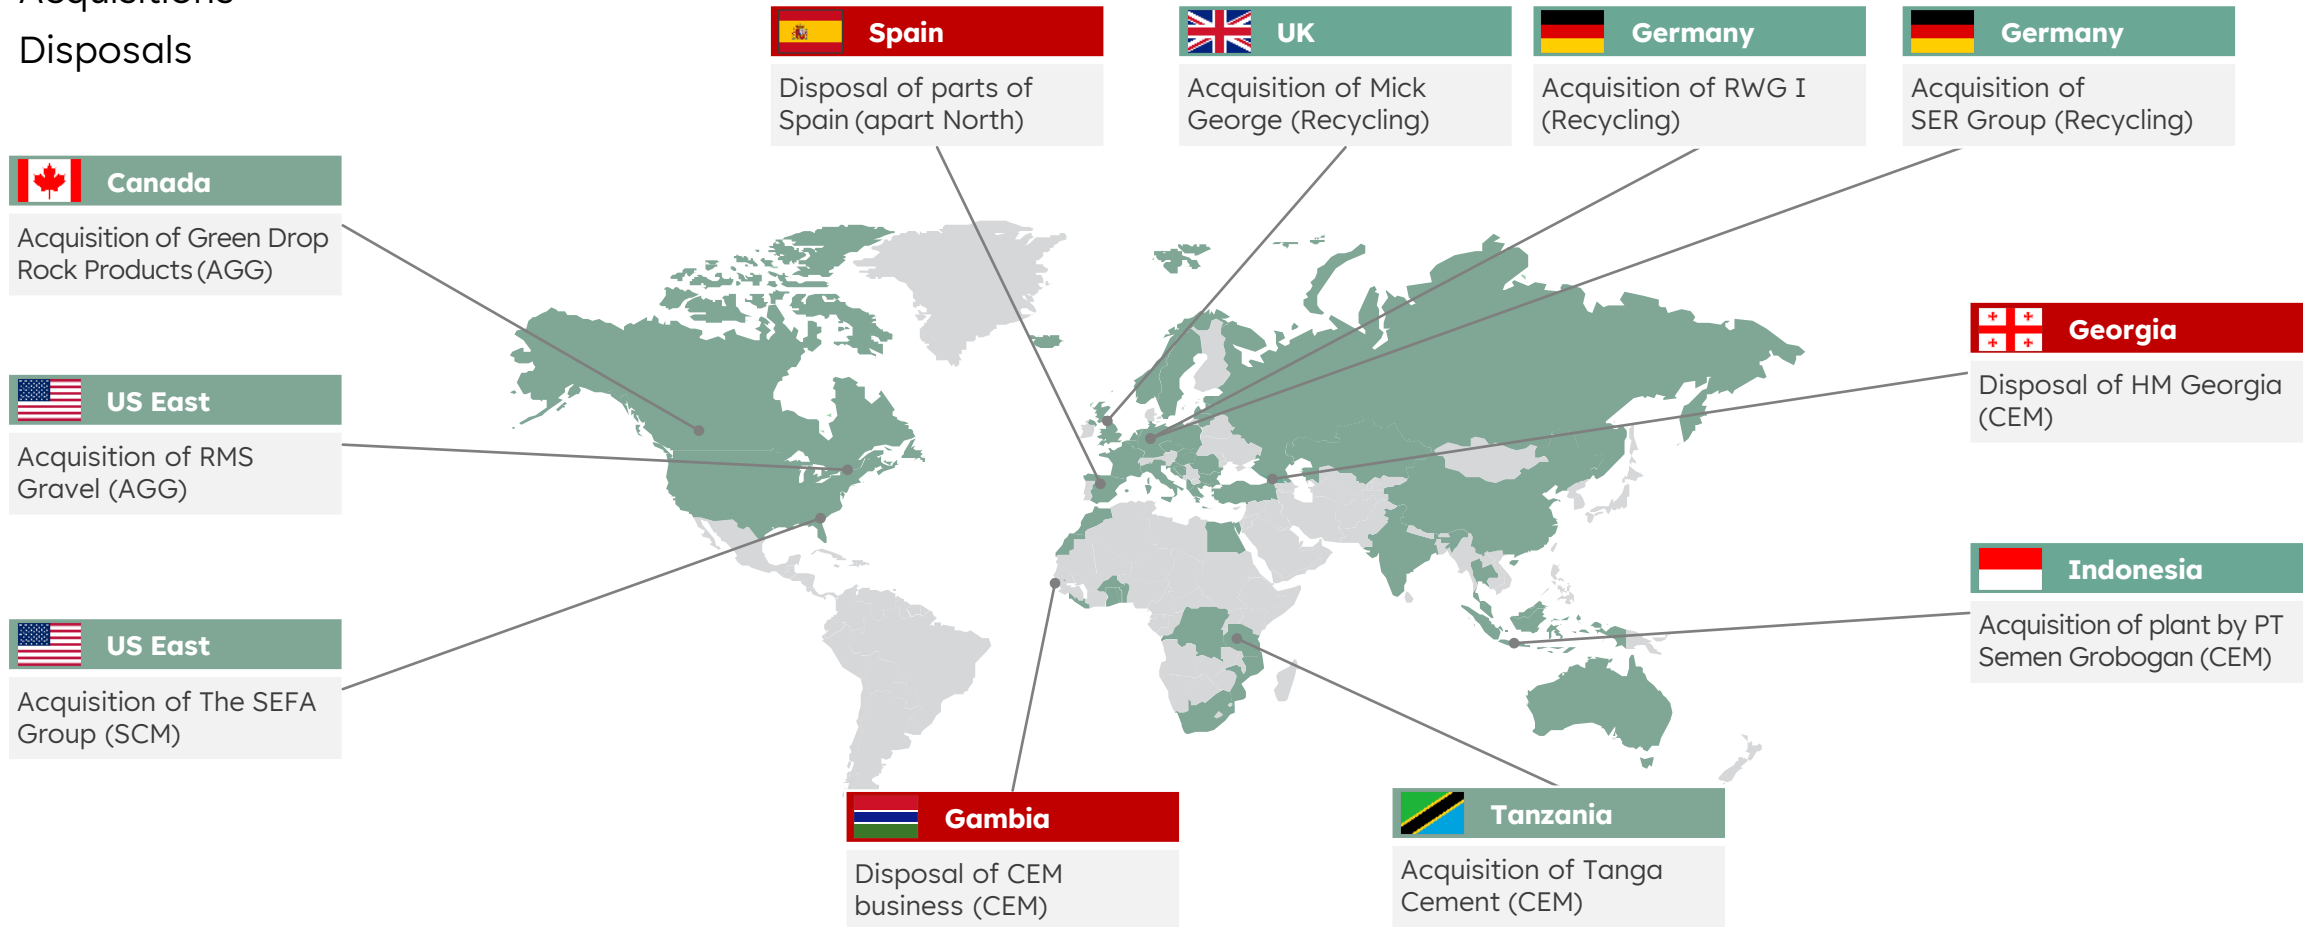 Acquisitions
Disposals
Spain
Disposal of parts of
Spain (apart North)
UK
Acquisition of Mick
George (Recycling)
Germany
Acquisition of RWG I
(Recycling)
Germany
Acquisition of
SER Group (Recycling)
Canada
Acquisition of Green Drop
Rock Products (AGG)
US East
Acquisition of RMS
Gravel (AGG)
US East
Acquisition of The SEFA
Group (SCM)
Georgia
Disposal of HM Georgia
(CEM)
Indonesia
Acquisition of plant by PT
Semen Grobogan (CEM)
Gambia
Disposal of CEM
business (CEM)
Tanzania
Acquisition of Tanga
Cement (CEM)